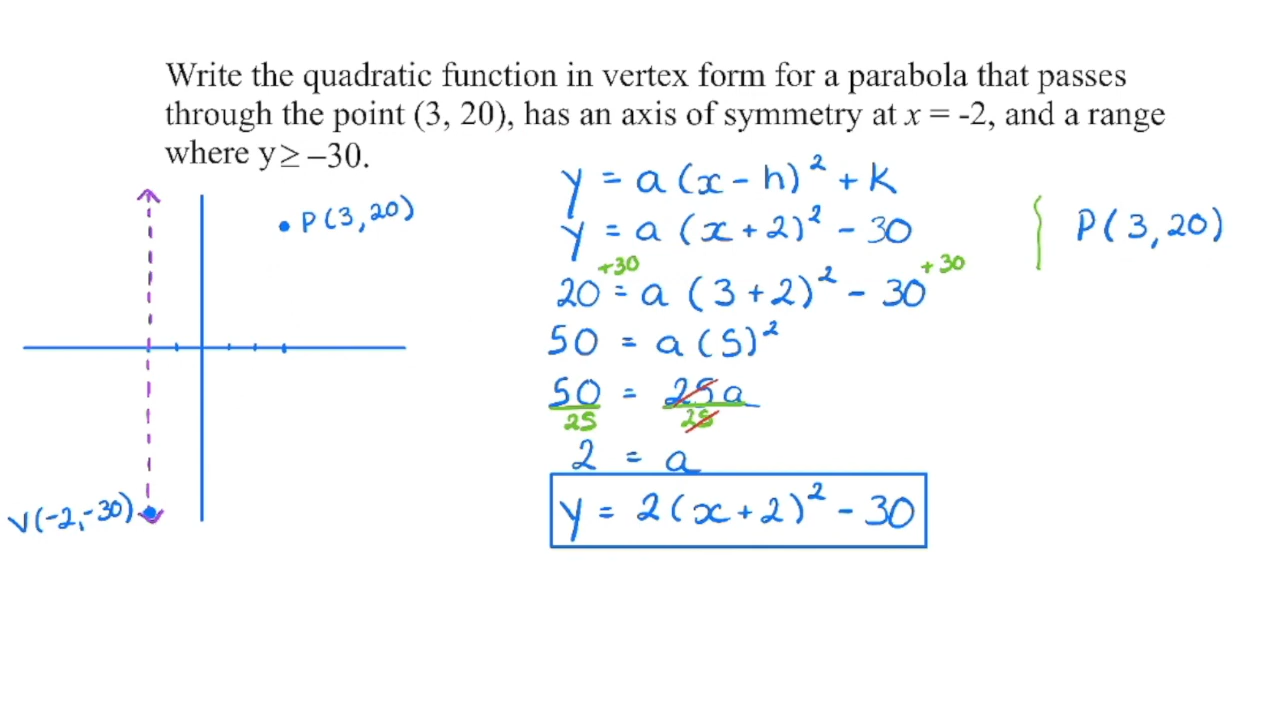 Write the quadratic function in vertex form for a parabola that passes
through the point (3, 20), has an axis of symmetry at x = -2, and a range
where y ≥ –30.
y = a (x - h)² + k
P(3, 20)
y = a (x + 2)² - 30
P(3, 20)
+30 +30
20 = a (3 + 2)² - 30
50 = a (5)²
50 = 25a
25 25
2 = a
V(-2, -30)
y = 2(x + 2)² - 30